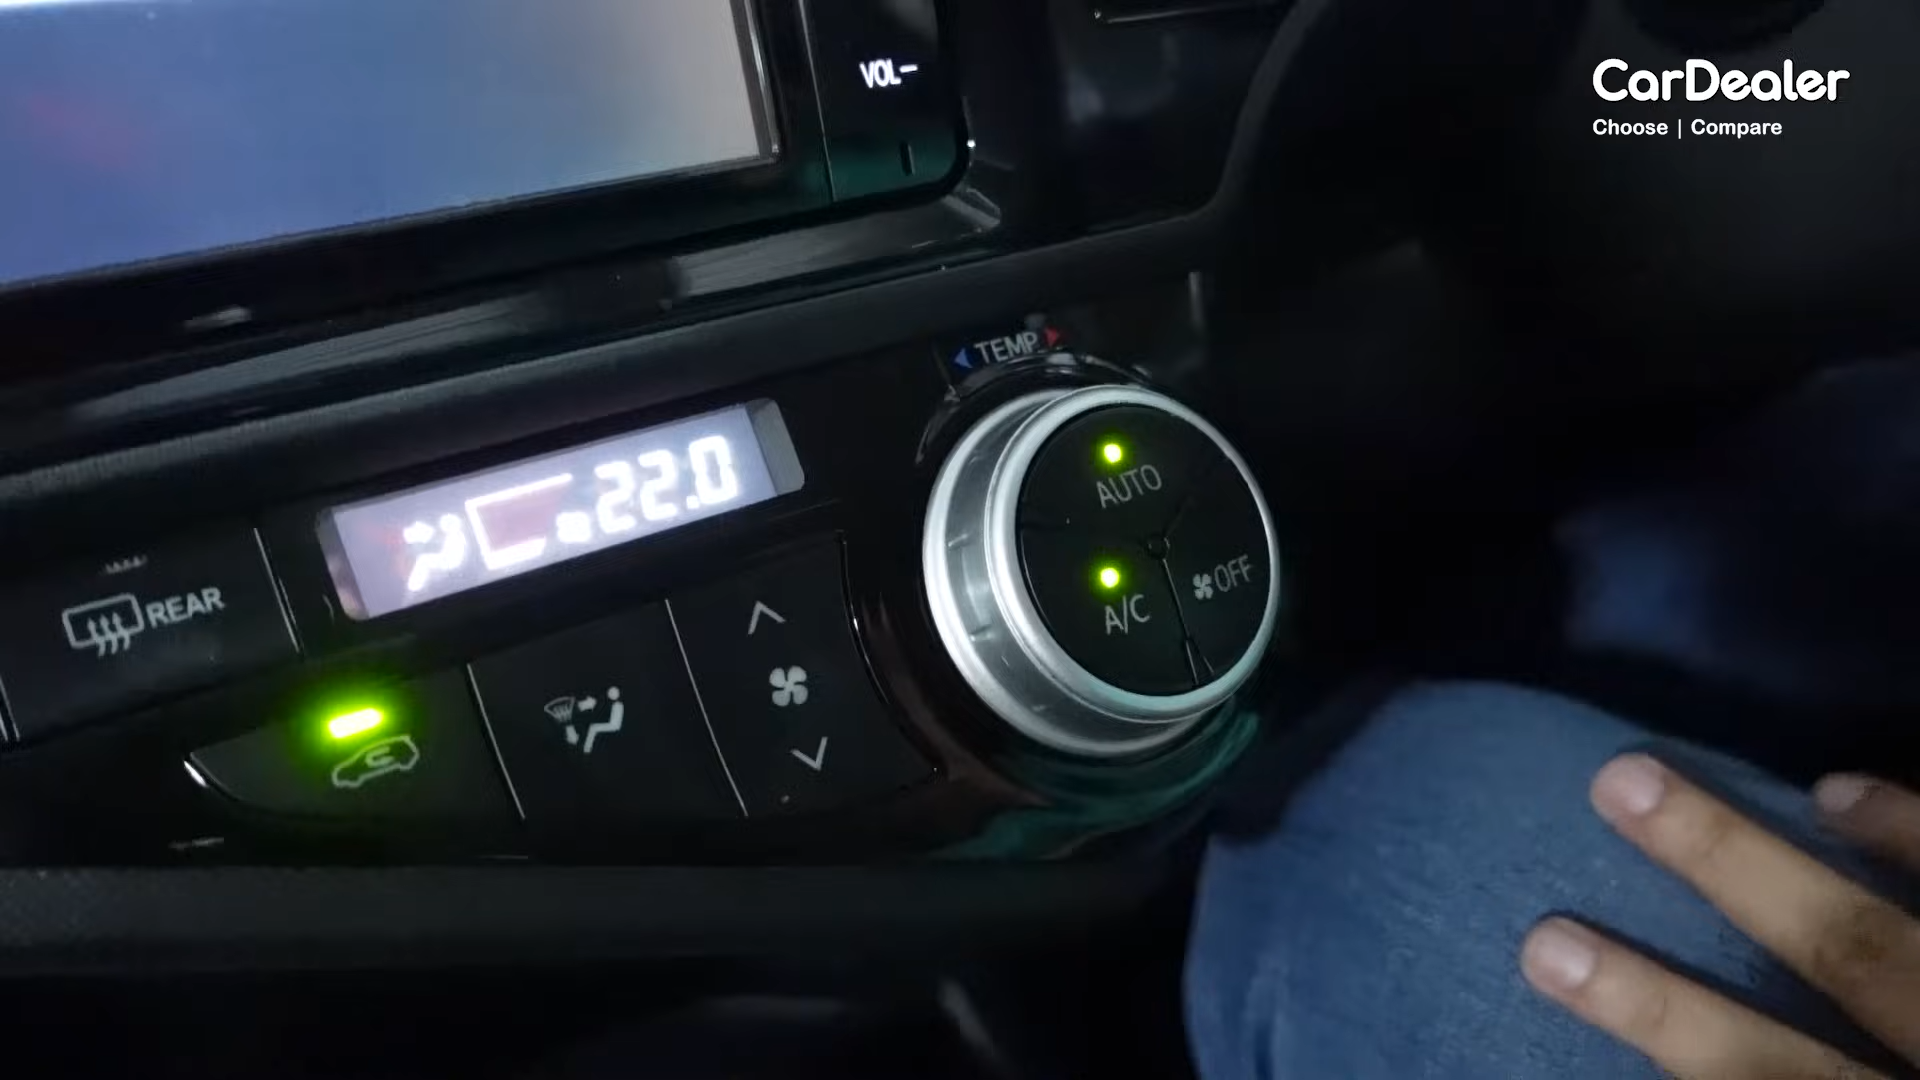 VOL-
CarDealer
Choose | Compare
TEMP
22.0
AUTO
REAR
A/C
OFF